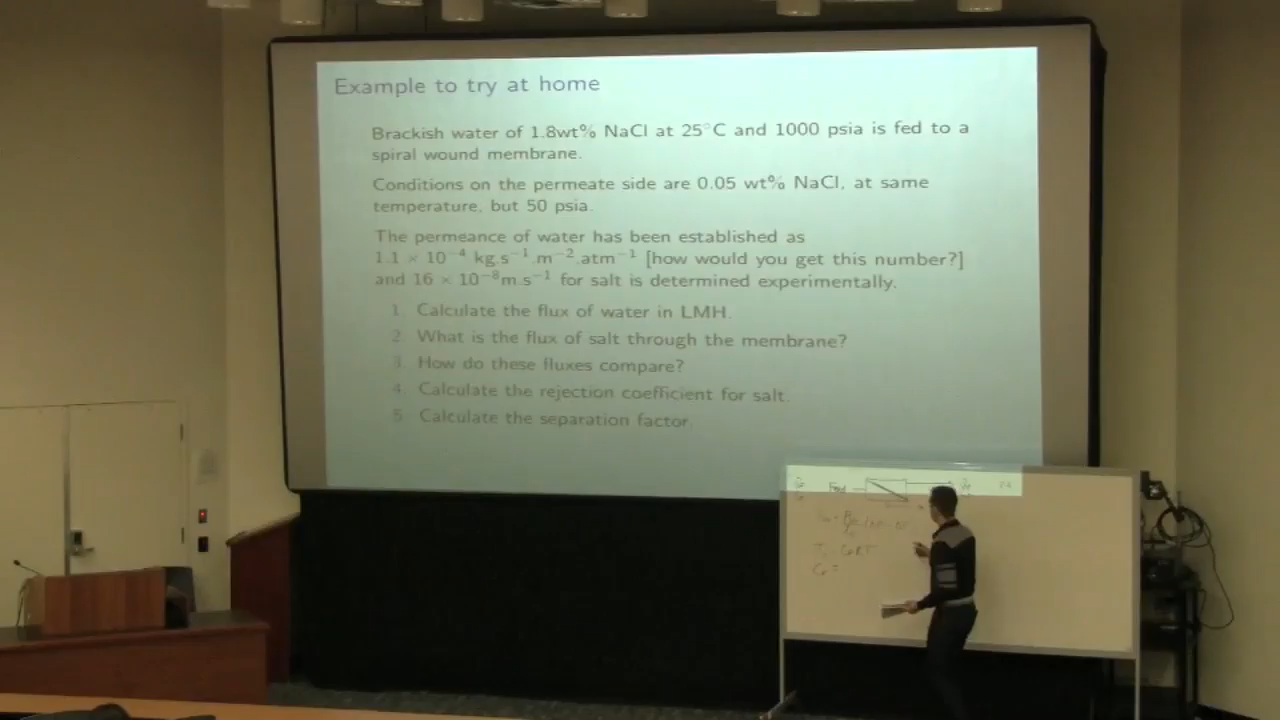 Example to try at home
Brackish water of 1.8wt% NaCl at 25°C and 1000 psia is fed to a
spiral wound membrane.
Conditions on the permeate side are 0.05 wt% NaCl, at same
temperature, but 50 psia.
The permeance of water has been established as
1.1 × 10⁻⁴ kg.s⁻¹.m⁻².atm⁻¹ [how would you get this number?]
and 16 × 10⁻⁸m.s⁻¹ for salt is determined experimentally.
1. Calculate the flux of water in LMH.
2. What is the flux of salt through the membrane?
3. How do these fluxes compare?
4. Calculate the rejection coefficient for salt.
5. Calculate the separation factor.
Feed